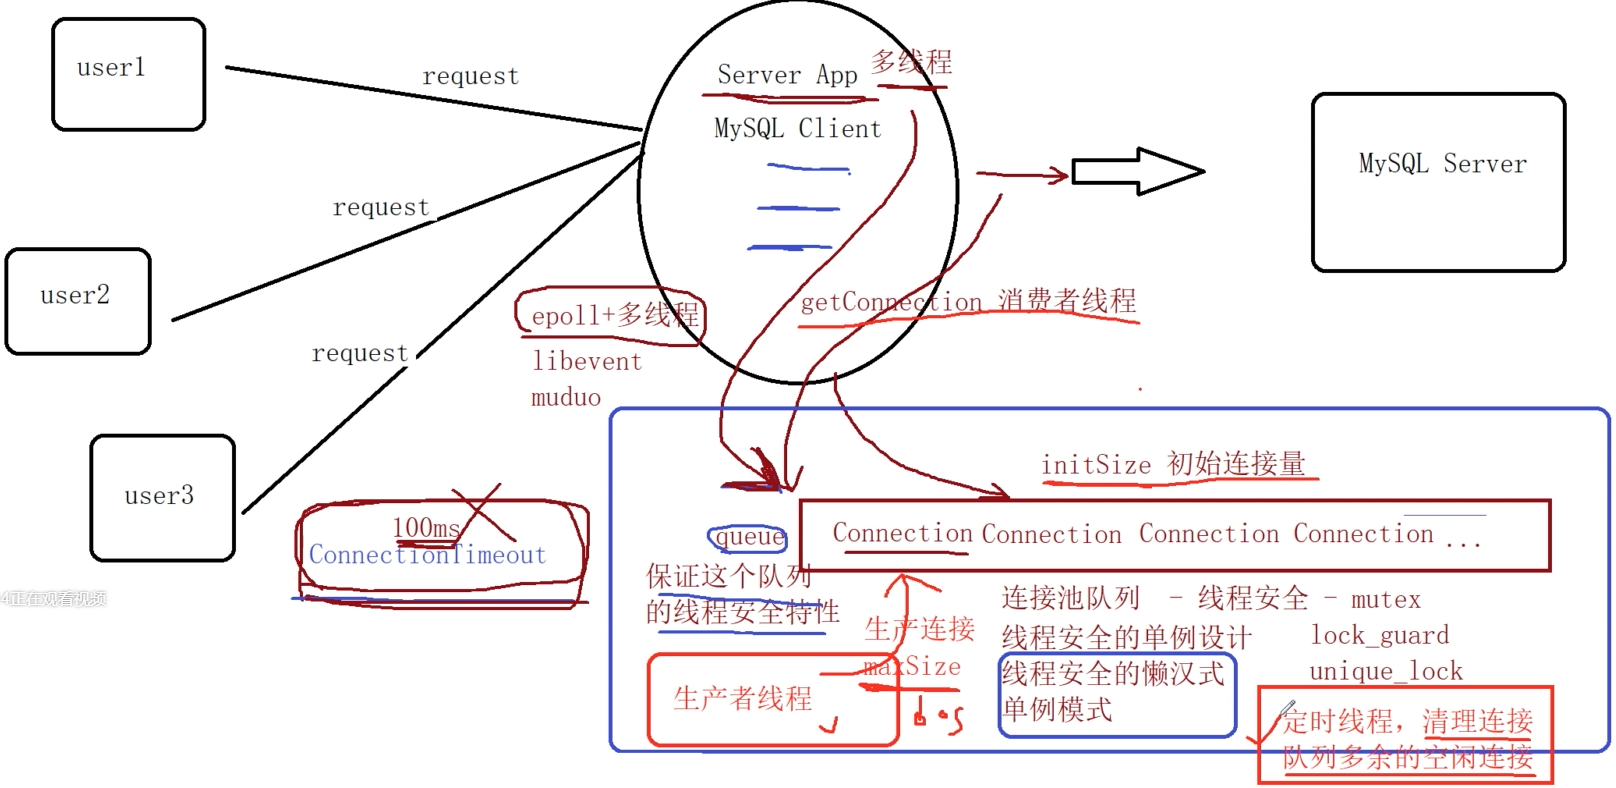 user1
request
Server App 多线程
MySQL Client
MySQL Server
request
user2
epoll+多线程
getConnection 消费者线程
libevent
muduo
request
user3
initSize 初始连接量
100ms
ConnectionTimeout
queue
Connection Connection Connection Connection ...
保证这个队列
的线程安全特性
生产连接
maxSize
生产者线程
连接池队列 - 线程安全 - mutex
线程安全的单例设计 lock_guard
线程安全的懒汉式 unique_lock
单例模式
定时线程，清理连接
队列多余的空闲连接
4正在观看视频